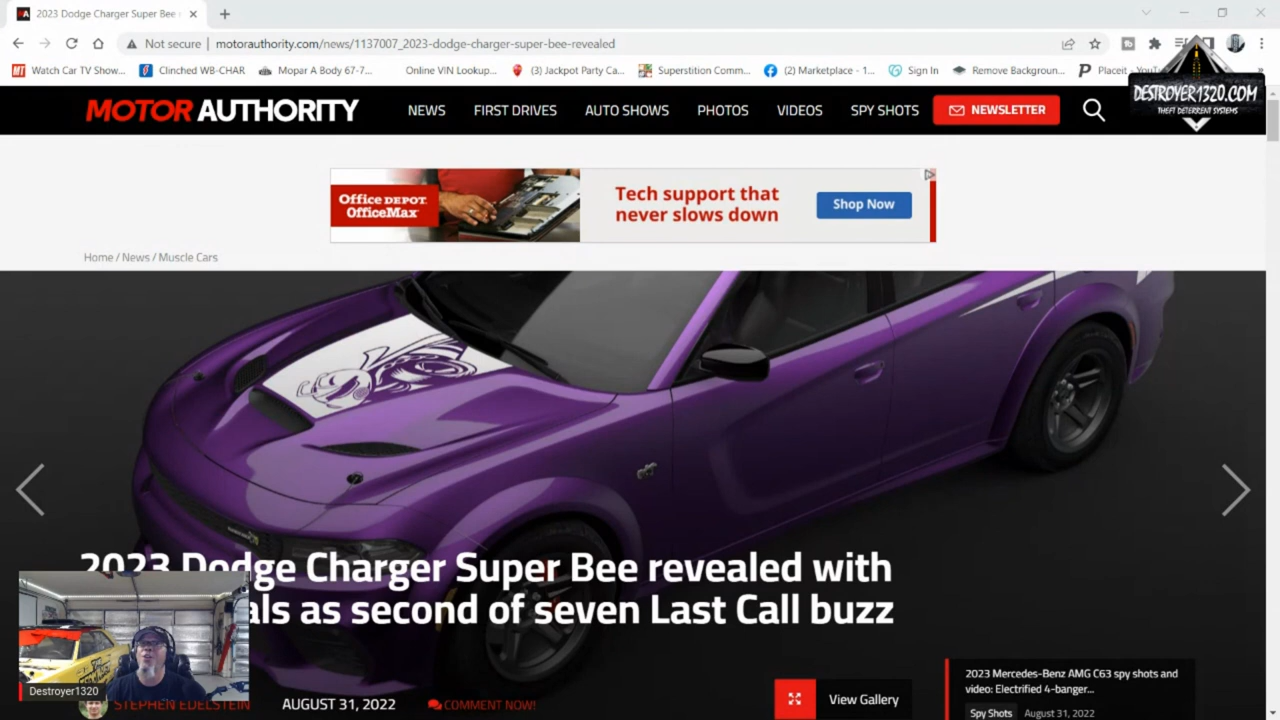 2023 Dodge Charger Super Bee
Not secure | motorauthority.com/news/1137007_2023-dodge-charger-super-bee-revealed
Watch Car TV Show... Clinched WB-CHAR Mopar A Body 67-7... Online VIN Lookup... (3) Jackpot Party Ca... Superstition Comm... (2) Marketplace - 1... Sign In Remove Backgroun... Placeit - YouTu
DESTROYER1320.COM
THEFT DETERRENT SYSTEMS
MOTOR AUTHORITY NEWS FIRST DRIVES AUTO SHOWS PHOTOS VIDEOS SPY SHOTS NEWSLETTER
Office DEPOT
OfficeMax
Tech support that
never slows down
Shop Now
Home / News / Muscle Cars
2023 Dodge Charger Super Bee revealed with
als as second of seven Last Call buzz
Destroyer1320
STEPHEN EDELSTEIN AUGUST 31, 2022 COMMENT NOW!
View Gallery
2023 Mercedes-Benz AMG C63 spy shots and
video: Electrified 4-banger...
Spy Shots August 31, 2022